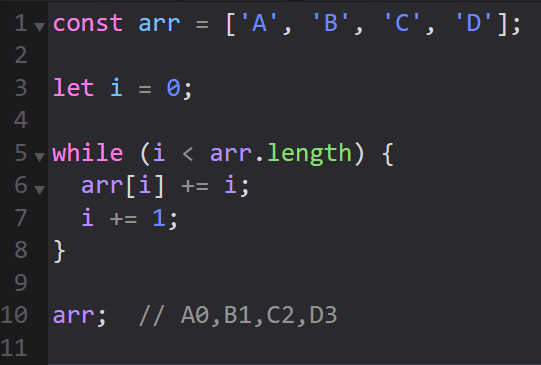 1 const arr = ['A', 'B', 'C', 'D'];
2
3 let i = 0;
4
5 while (i < arr.length) {
6   arr[i] += i;
7   i += 1;
8 }
9
10 arr;  // A0,B1,C2,D3
11